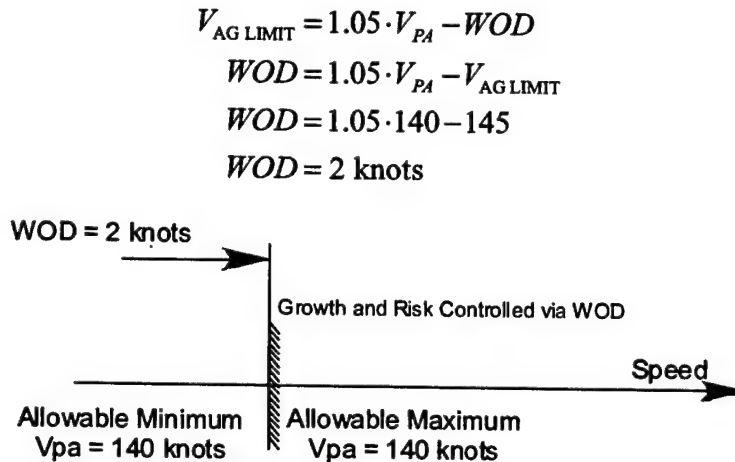 V_AG LIMIT = 1.05·V_PA − WOD
WOD = 1.05·V_PA − V_AG LIMIT
WOD = 1.05·140−145
WOD = 2 knots
WOD = 2 knots
Growth and Risk Controlled via WOD
Speed
Allowable Minimum
Vpa = 140 knots
Allowable Maximum
Vpa = 140 knots